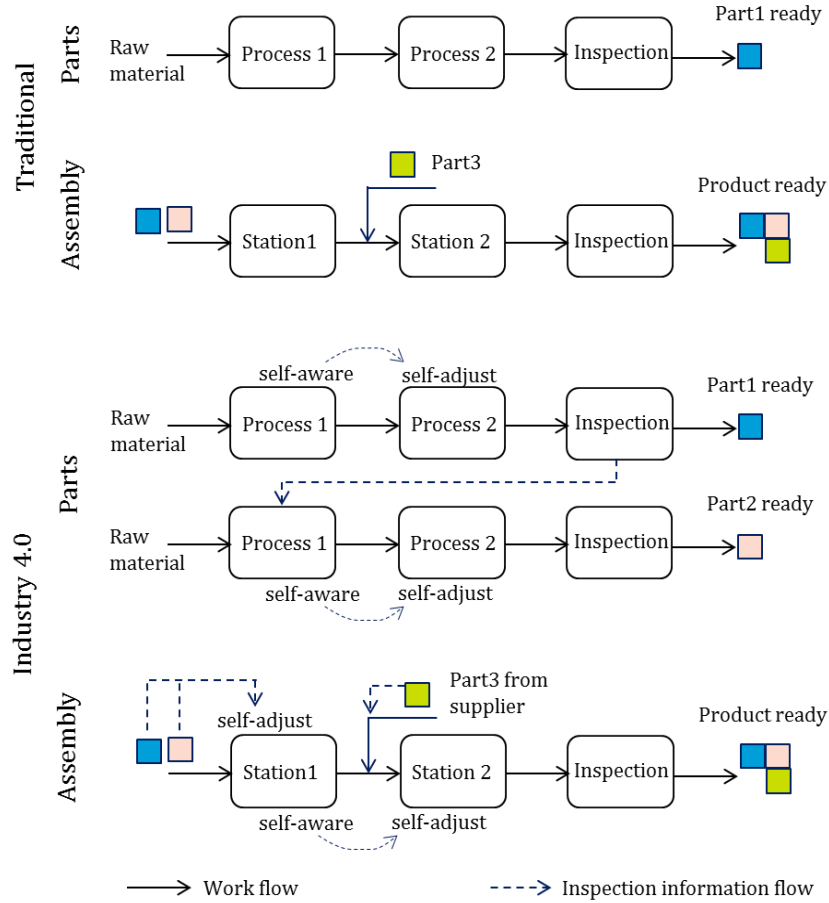 Traditional
Parts
Raw
material
Process 1
Process 2
Inspection
Part1 ready
Assembly
Part3
Station1
Station 2
Inspection
Product ready
Industry 4.0
Parts
self-aware
self-adjust
Raw
material
Process 1
Process 2
Inspection
Part1 ready
Raw
material
Process 1
Process 2
Inspection
Part2 ready
self-aware
self-adjust
Assembly
self-adjust
Part3 from
supplier
Station1
Station 2
Inspection
Product ready
self-aware
self-adjust
Work flow
Inspection information flow